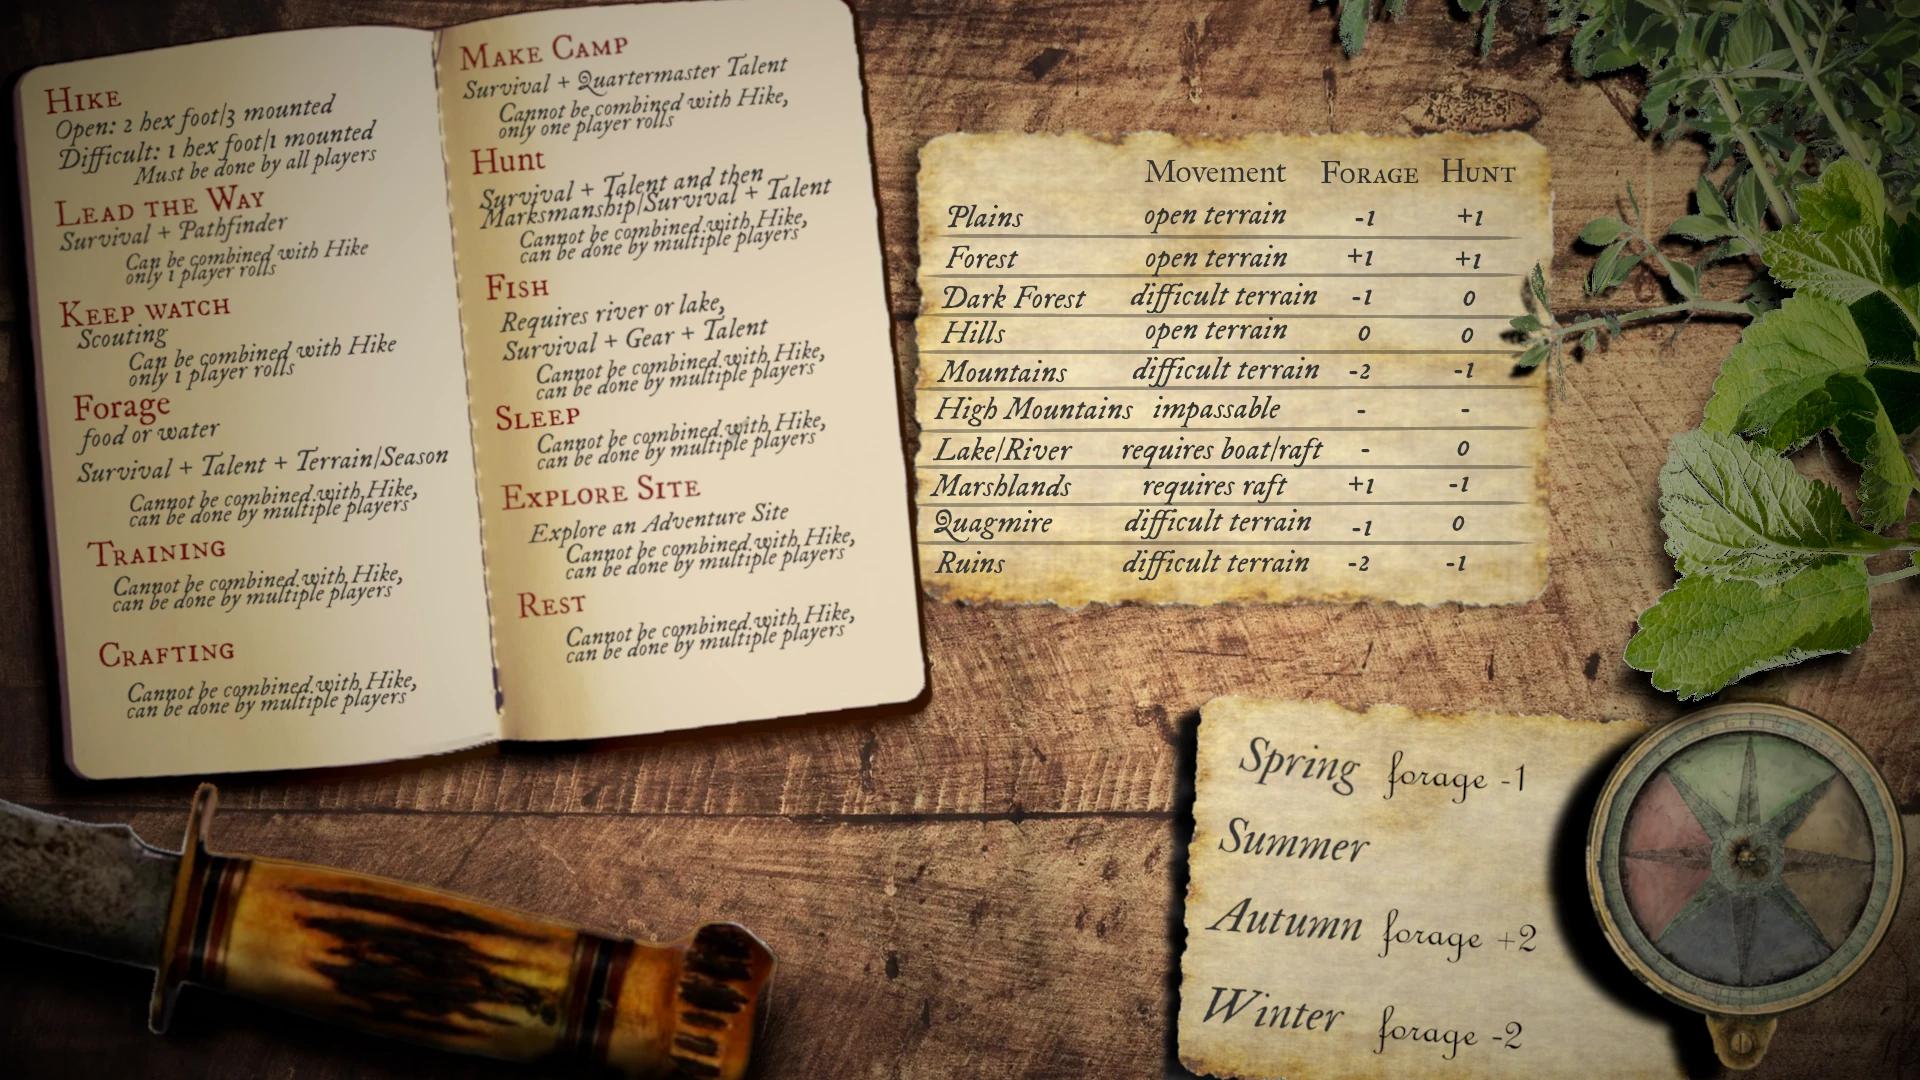 HIKE
Open: 2 hex foot/3 mounted
Difficult: 1 hex foot/1 mounted
Must be done by all players
LEAD THE WAY
Survival + Pathfinder
Can be combined with Hike
only 1 player rolls
KEEP WATCH
Scouting
Can be combined with Hike
only 1 player rolls
Forage
food or water
Survival + Talent + Terrain/Season
Cannot be combined with Hike,
can be done by multiple players
TRAINING
Cannot be combined with Hike,
can be done by multiple players
CRAFTING
Cannot be combined with Hike,
can be done by multiple players
MAKE CAMP
Survival + Quartermaster Talent
Cannot be combined with Hike,
only one player rolls
Hunt
Survival + Talent and then
Marksmanship/Survival + Talent
Cannot be combined with Hike,
can be done by multiple players
FISH
Requires river or lake,
Survival + Gear + Talent
Cannot be combined with Hike,
can be done by multiple players
SLEEP
Cannot be combined with Hike,
can be done by multiple players
EXPLORE SITE
Explore an Adventure Site
Cannot be combined with Hike,
can be done by multiple players
REST
Cannot be combined with Hike,
can be done by multiple players
Movement FORAGE HUNT
Plains open terrain -1 +1
Forest open terrain +1 +1
Dark Forest difficult terrain -1 0
Hills open terrain 0 0
Mountains difficult terrain -2 -1
High Mountains impassable - -
Lake/River requires boat/raft - 0
Marshlands requires raft +1 -1
Quagmire difficult terrain -1 0
Ruins difficult terrain -2 -1
Spring forage -1
Summer
Autumn forage +2
Winter forage -2